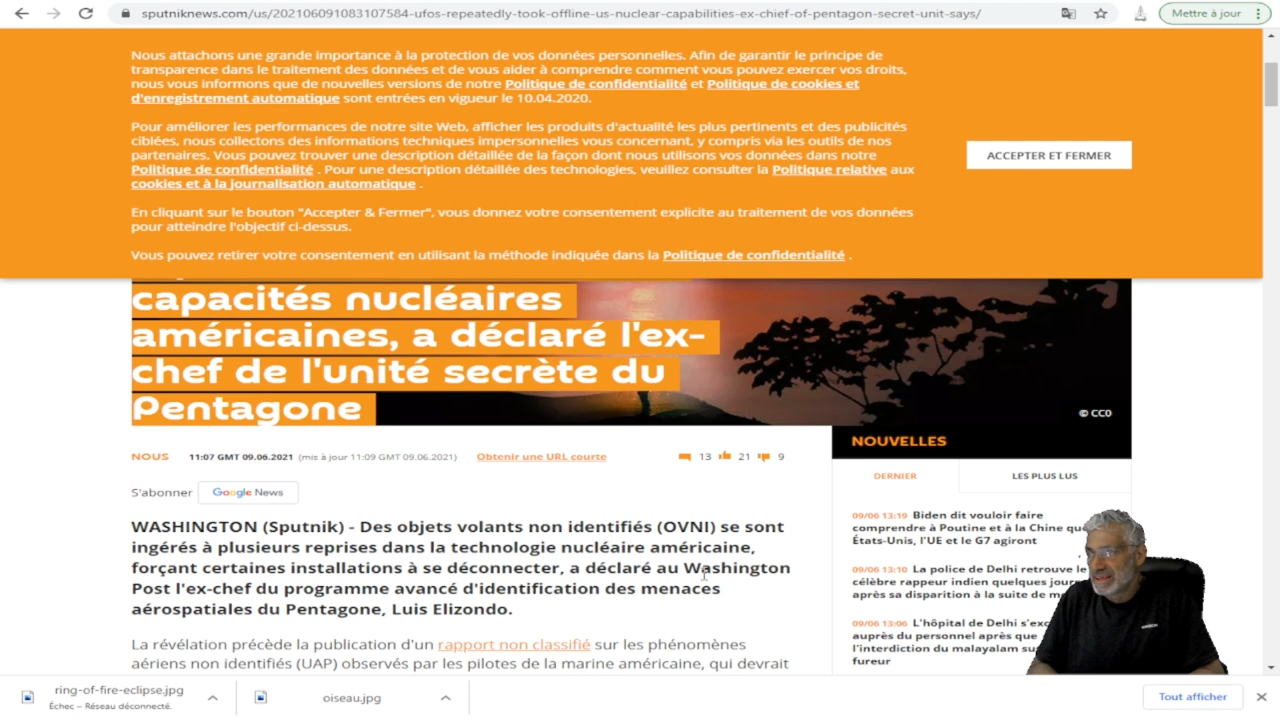 sputniknews.com/us/202106091083107584-ufos-repeatedly-took-offline-us-nuclear-capabilities-ex-chief-of-pentagon-secret-unit-says/
Mettre à jour
Nous attachons une grande importance à la protection de vos données personnelles. Afin de garantir le principe de
transparence dans le traitement des données et de vous aider à comprendre comment vous pouvez exercer vos droits,
nous vous informons que de nouvelles versions de notre Politique de confidentialité et Politique de cookies et
d'enregistrement automatique sont entrées en vigueur le 10.04.2020.
Pour améliorer les performances de notre site Web, afficher les produits d'actualité les plus pertinents et des publicités
ciblées, nous collectons des informations techniques impersonnelles vous concernant, y compris via les outils de nos
partenaires. Vous pouvez trouver une description détaillée de la façon dont nous utilisons vos données dans notre
Politique de confidentialité . Pour une description détaillée des technologies, veuillez consulter la Politique relative aux
cookies et à la journalisation automatique .
En cliquant sur le bouton "Accepter & Fermer", vous donnez votre consentement explicite au traitement de vos données
pour atteindre l'objectif ci-dessus.
Vous pouvez retirer votre consentement en utilisant la méthode indiquée dans la Politique de confidentialité .
ACCEPTER ET FERMER
capacités nucléaires
américaines, a déclaré l'ex-
chef de l'unité secrète du
Pentagone
© CC0
NOUS 11:07 GMT 09.06.2021 (mis à jour 11:09 GMT 09.06.2021) Obtenir une URL courte 13 21 9
S'abonner Google News
WASHINGTON (Sputnik) - Des objets volants non identifiés (OVNI) se sont
ingérés à plusieurs reprises dans la technologie nucléaire américaine,
forçant certaines installations à se déconnecter, a déclaré au Washington
Post l'ex-chef du programme avancé d'identification des menaces
aérospatiales du Pentagone, Luis Elizondo.
La révélation précède la publication d'un rapport non classifié sur les phénomènes
aériens non identifiés (UAP) observés par les pilotes de la marine américaine, qui devrait
NOUVELLES
DERNIER LES PLUS LUS
09/06 13:19 Biden dit vouloir faire
comprendre à Poutine et à la Chine que
États-Unis, l'UE et le G7 agiront
09/06 13:10 La police de Delhi retrouve le
célèbre rappeur indien quelques jours
après sa disparition à la suite de
09/06 13:06 L'hôpital de Delhi
auprès du personnel après que
l'interdiction du malayalam
fureur
ring-of-fire-eclipse.jpg
Échec – Réseau déconnecté.
oiseau.jpg
Tout afficher